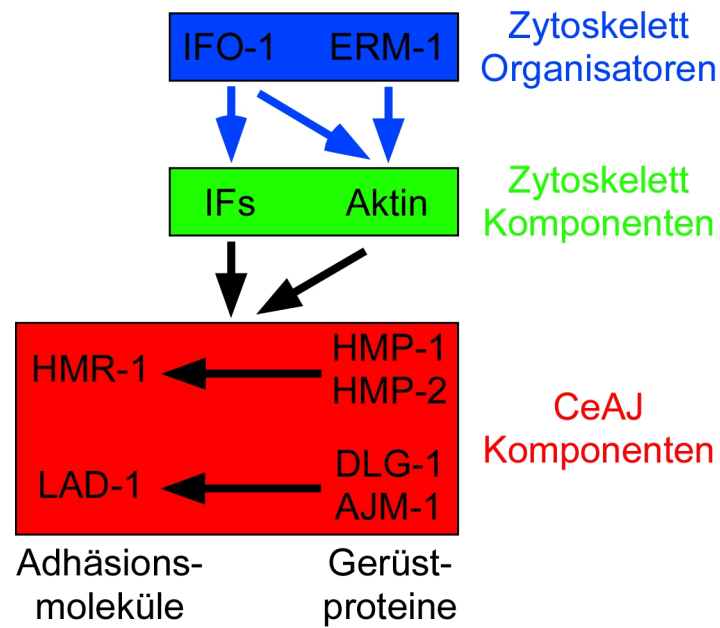 IFO-1 ERM-1
Zytoskelett
Organisatoren
IFs Aktin
Zytoskelett
Komponenten
HMR-1
HMP-1
HMP-2
LAD-1
DLG-1
AJM-1
CeAJ
Komponenten
Adhäsions-
moleküle
Gerüst-
proteine